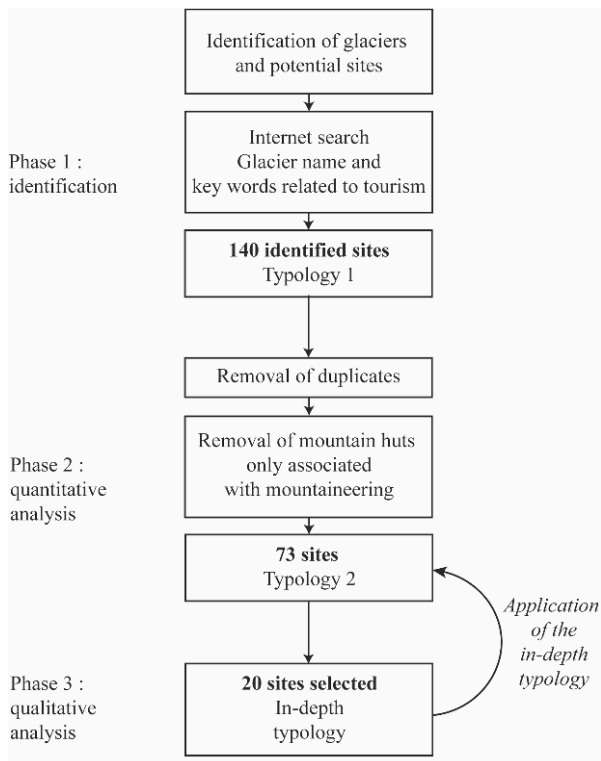 Identification of glaciers
and potential sites
Phase 1 :
identification
Internet search
Glacier name and
key words related to tourism
140 identified sites
Typology 1
Removal of duplicates
Phase 2 :
quantitative
analysis
Removal of mountain huts
only associated
with mountaineering
73 sites
Typology 2
Application
of the
in-depth
typology
Phase 3 :
qualitative
analysis
20 sites selected
In-depth
typology